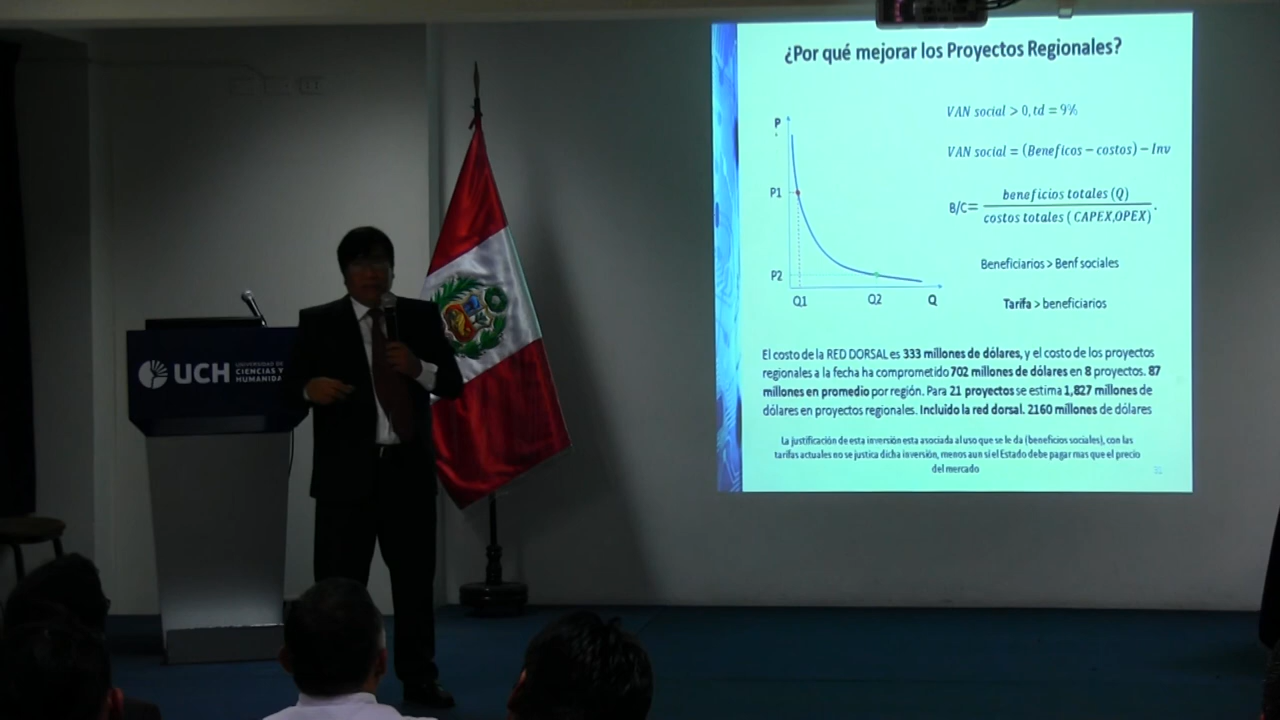 UCH
UNIVERSIDAD DE
CIENCIAS Y
HUMANIDA
¿Por qué mejorar los Proyectos Regionales?
P
P1
P2
Q1
Q2
Q
VAN social > 0, td = 9%
VAN social = (Beneficos − costos) − Inv
B/C= beneficios totales (Q)
costos totales ( CAPEX,OPEX)
Beneficiarios > Benf sociales
Tarifa > beneficiarios
El costo de la RED DORSAL es 333 millones de dólares, y el costo de los proyectos
regionales a la fecha ha comprometido 702 millones de dólares en 8 proyectos. 87
millones en promedio por región. Para 21 proyectos se estima 1,827 millones de
dólares en proyectos regionales. Incluido la red dorsal. 2160 millones de dólares
La justificación de esta inversión esta asociada al uso que se le da (beneficios sociales), con las
tarifas actuales no se justica dicha inversión, menos aun si el Estado debe pagar mas que el precio
del mercado